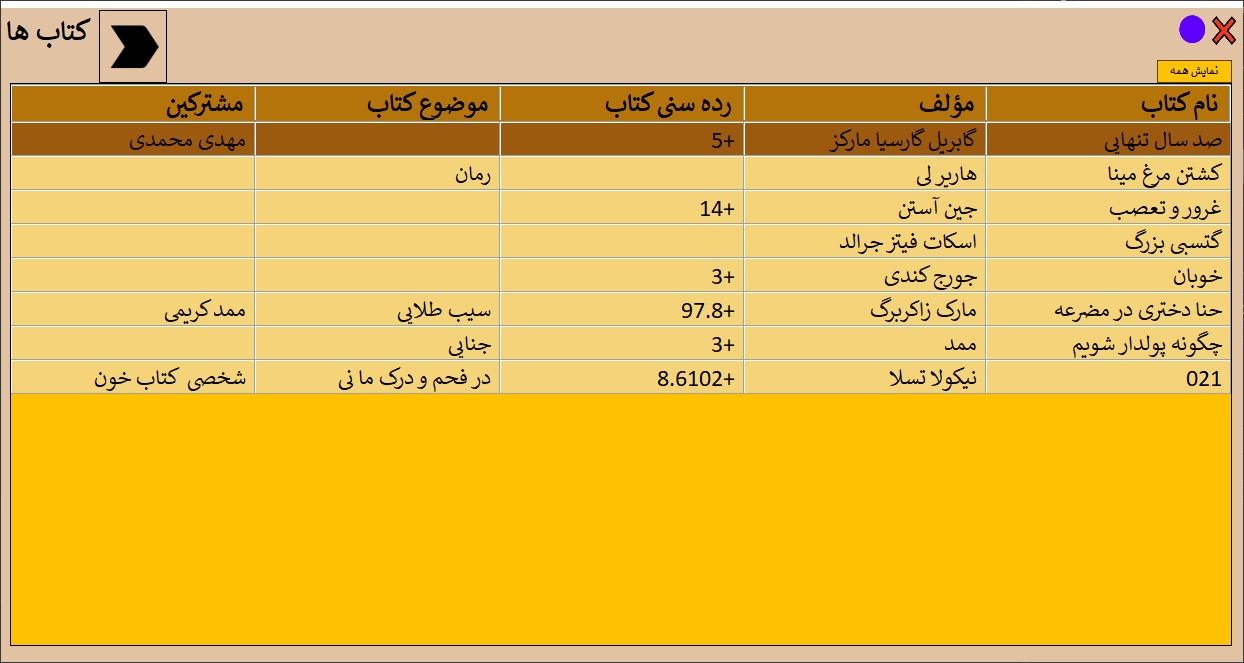 کتاب ها
نمایش همه
نام کتاب مؤلف رده سنی کتاب موضوع کتاب مشترکین
صد سال تنهایی گابریل گارسیا مارکز 5+ مهدی محمدی
کشتن مرغ مینا هارپر لی رمان
غرور و تعصب جین آستن 14+
گتسبی بزرگ اسکات فیتز جرالد
خوبان جورج کندی 3+
حنا دختری در مضرعه مارک زاکربرگ 97.8+ سیب طلایی ممد کریمی
چگونه پولدار شویم ممد 3+ جنایی
021 نیکولا تسلا 8.6102+ در فحم و درک ما نی شخصی کتاب خون